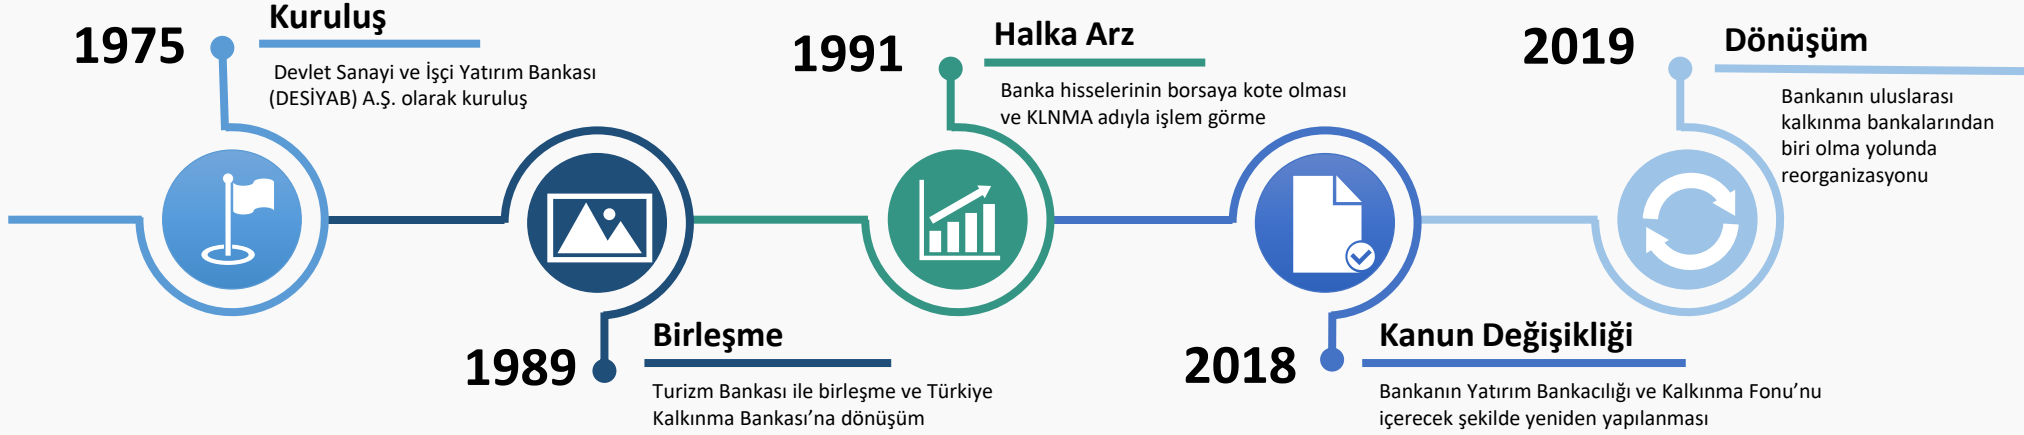 1975
Kuruluş
Devlet Sanayi ve İşçi Yatırım Bankası
(DESİYAB) A.Ş. olarak kuruluş
1989
Birleşme
Turizm Bankası ile birleşme ve Türkiye
Kalkınma Bankası’na dönüşüm
1991
Halka Arz
Banka hisselerinin borsaya kote olması
ve KLNMA adıyla işlem görme
2018
Kanun Değişikliği
Bankanın Yatırım Bankacılığı ve Kalkınma Fonu’nu
içerecek şekilde yeniden yapılanması
2019
Dönüşüm
Bankanın uluslarası
kalkınma bankalarından
biri olma yolunda
reorganizasyonu